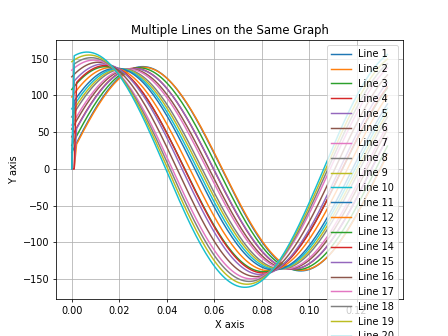 Multiple Lines on the Same Graph
150
100
50
0
−50
−100
−150
Y axis
0.00 0.02 0.04 0.06 0.08 0.10
X axis
Line 1
Line 2
Line 3
Line 4
Line 5
Line 6
Line 7
Line 8
Line 9
Line 10
Line 11
Line 12
Line 13
Line 14
Line 15
Line 16
Line 17
Line 18
Line 19
Line 20